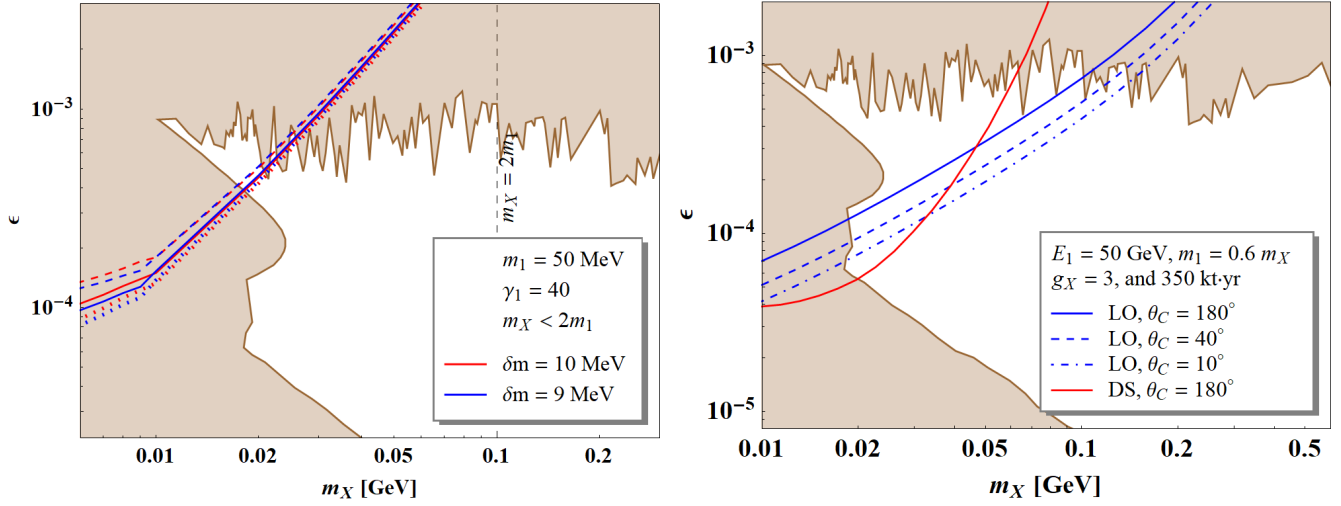 10⁻³
10⁻⁴
ϵ
0.01 0.02 0.05 0.1 0.2
m_X [GeV]
m_X = 2m_1
m_1 = 50 MeV
γ_1 = 40
m_X < 2m_1
δm = 10 MeV
δm = 9 MeV
10⁻³
10⁻⁴
10⁻⁵
ϵ
0.01 0.02 0.05 0.10 0.2 0.5
m_X [GeV]
E_1 = 50 GeV, m_1 = 0.6 m_X
g_X = 3, and 350 kt·yr
LO, θ_C = 180°
LO, θ_C = 40°
LO, θ_C = 10°
DS, θ_C = 180°